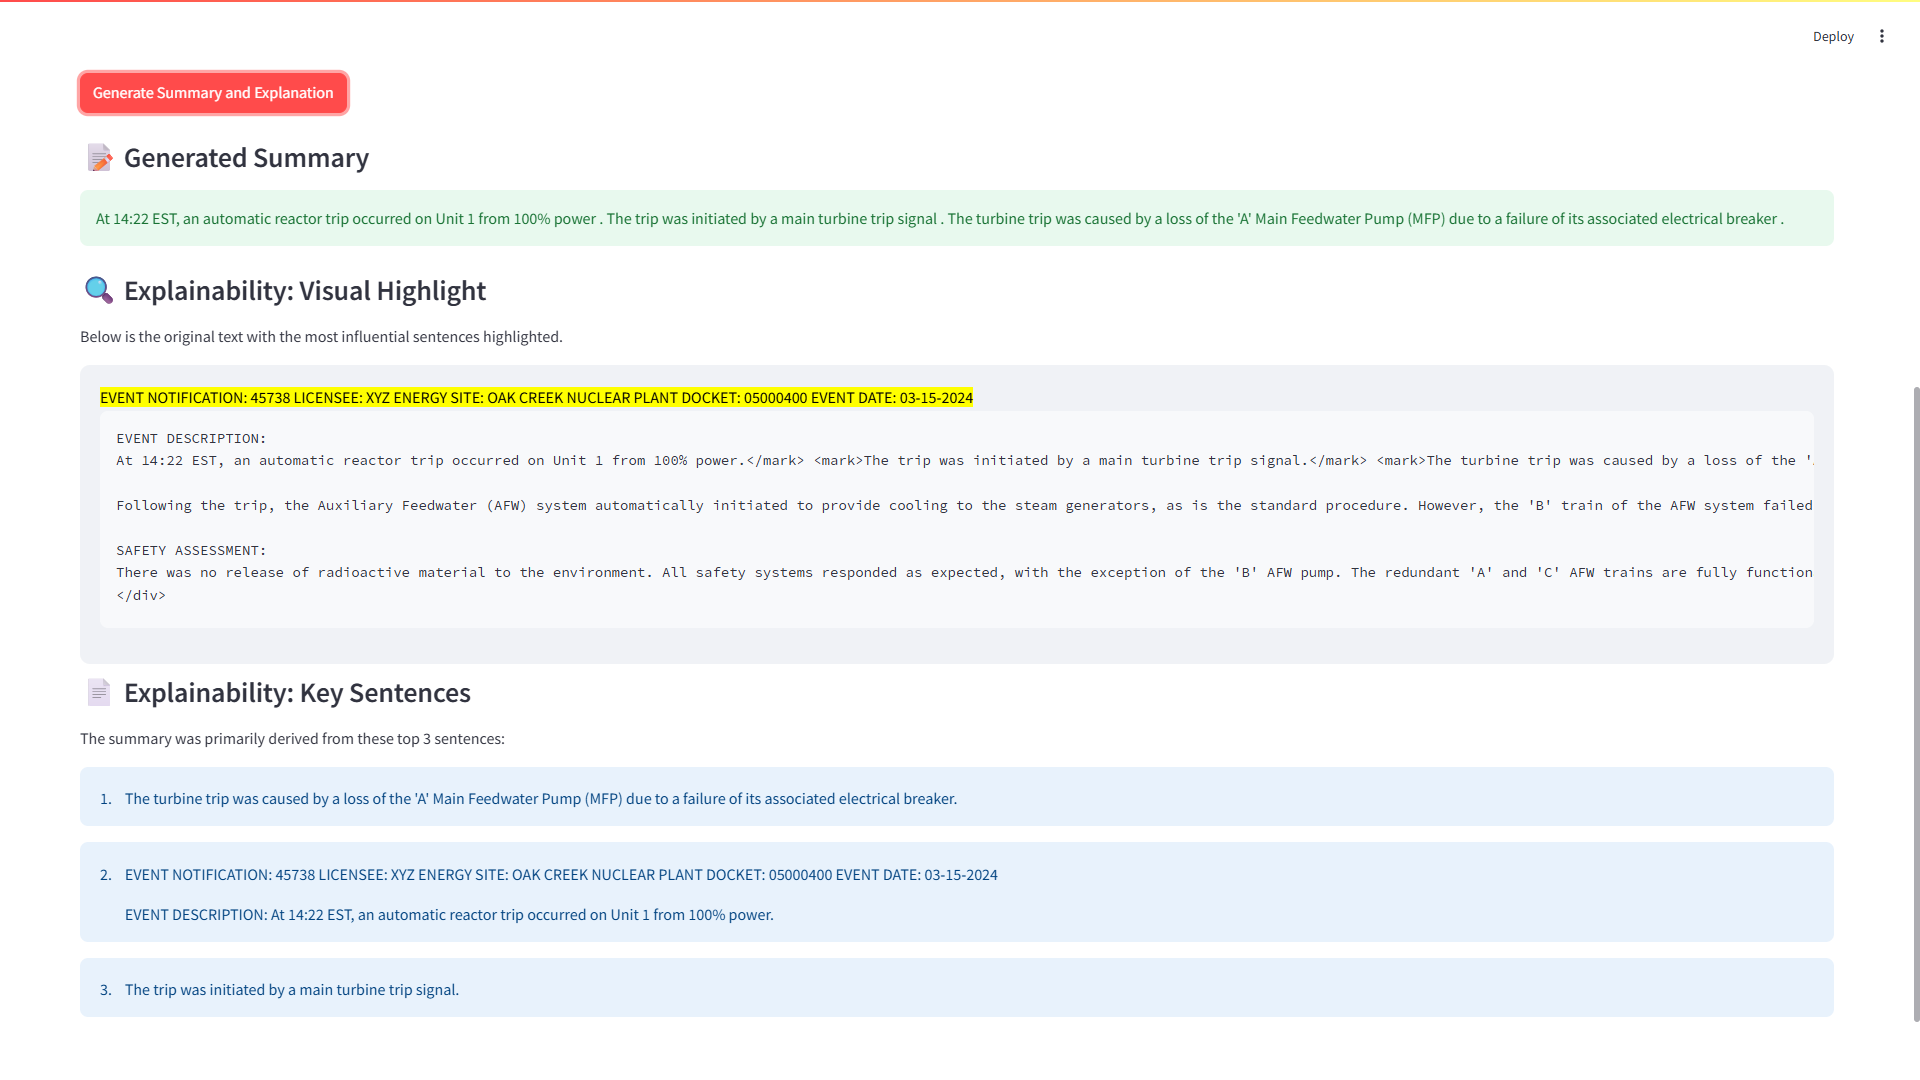 Deploy
Generate Summary and Explanation
Generated Summary
At 14:22 EST, an automatic reactor trip occurred on Unit 1 from 100% power . The trip was initiated by a main turbine trip signal . The turbine trip was caused by a loss of the 'A' Main Feedwater Pump (MFP) due to a failure of its associated electrical breaker .
Explainability: Visual Highlight
Below is the original text with the most influential sentences highlighted.
EVENT NOTIFICATION: 45738 LICENSEE: XYZ ENERGY SITE: OAK CREEK NUCLEAR PLANT DOCKET: 05000400 EVENT DATE: 03-15-2024
EVENT DESCRIPTION:
At 14:22 EST, an automatic reactor trip occurred on Unit 1 from 100% power.</mark> <mark>The trip was initiated by a main turbine trip signal.</mark> <mark>The turbine trip was caused by a loss of the '
Following the trip, the Auxiliary Feedwater (AFW) system automatically initiated to provide cooling to the steam generators, as is the standard procedure. However, the 'B' train of the AFW system failed
SAFETY ASSESSMENT:
There was no release of radioactive material to the environment. All safety systems responded as expected, with the exception of the 'B' AFW pump. The redundant 'A' and 'C' AFW trains are fully function
</div>
Explainability: Key Sentences
The summary was primarily derived from these top 3 sentences:
1. The turbine trip was caused by a loss of the 'A' Main Feedwater Pump (MFP) due to a failure of its associated electrical breaker.
2. EVENT NOTIFICATION: 45738 LICENSEE: XYZ ENERGY SITE: OAK CREEK NUCLEAR PLANT DOCKET: 05000400 EVENT DATE: 03-15-2024
EVENT DESCRIPTION: At 14:22 EST, an automatic reactor trip occurred on Unit 1 from 100% power.
3. The trip was initiated by a main turbine trip signal.